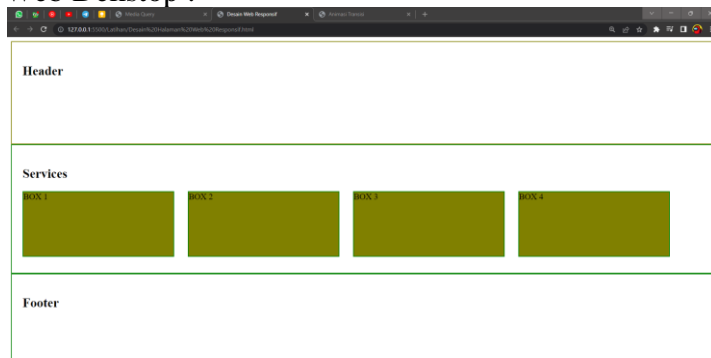 Web Denstop :
Media Query
Desain Web Responsif
Animasi Transisi
127.0.0.1:5500/Latihan/Desain%20Halaman%20Web%20Responsif.html
Header
Services
BOX 1 BOX 2 BOX 3 BOX 4
Footer